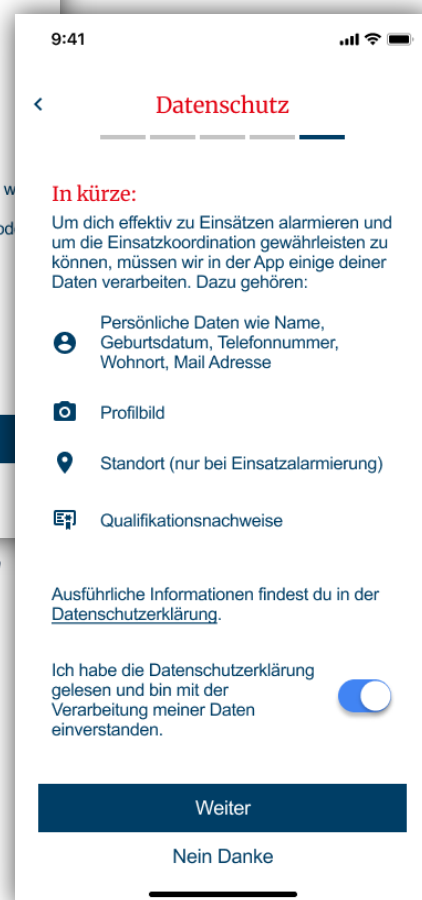 9:41
Datenschutz
In kürze:
Um dich effektiv zu Einsätzen alarmieren und
um die Einsatzkoordination gewährleisten zu
können, müssen wir in der App einige deiner
Daten verarbeiten. Dazu gehören:
Persönliche Daten wie Name,
Geburtsdatum, Telefonnummer,
Wohnort, Mail Adresse
Profilbild
Standort (nur bei Einsatzalarmierung)
Qualifikationsnachweise
Ausführliche Informationen findest du in der
Datenschutzerklärung.
Ich habe die Datenschutzerklärung
gelesen und bin mit der
Verarbeitung meiner Daten
einverstanden.
Weiter
Nein Danke